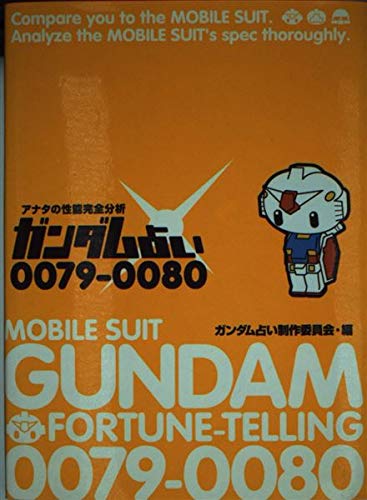 Compare you to the MOBILE SUIT.
Analyze the MOBILE SUIT's spec thoroughly.
アナタの性能完全分析
ガンダム占い
0079-0080
ガンダム占い制作委員会・編
MOBILE SUIT
GUNDAM
FORTUNE-TELLING
0079-0080